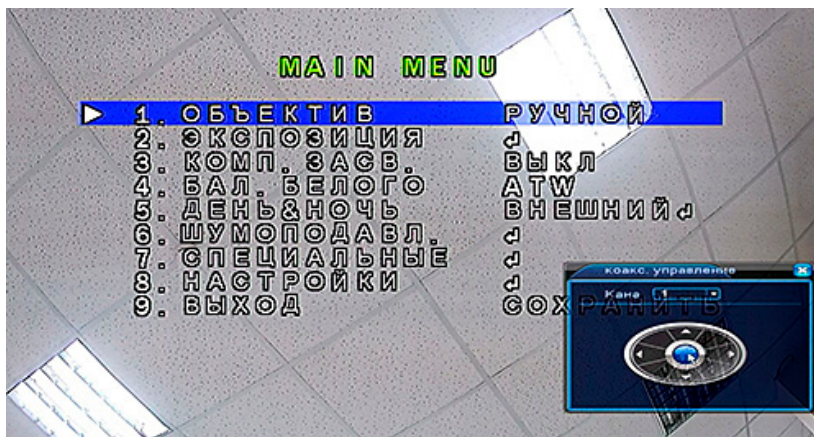 MAIN MENU
1. ОБЪЕКТИВ РУЧНОЙ
2. ЭКСПОЗИЦИЯ
3. КОМП. ЗАСВ. ВЫКЛ
4. БАЛ. БЕЛОГО ATW
5. ДЕНЬ&НОЧЬ ВНЕШНИЙ
6. ШУМОПОДАВЛ.
7. СПЕЦИАЛЬНЫЕ
8. НАСТРОЙКИ
9. ВЫХОД СОХРАНИТЬ
коакс. управление
Кана 1